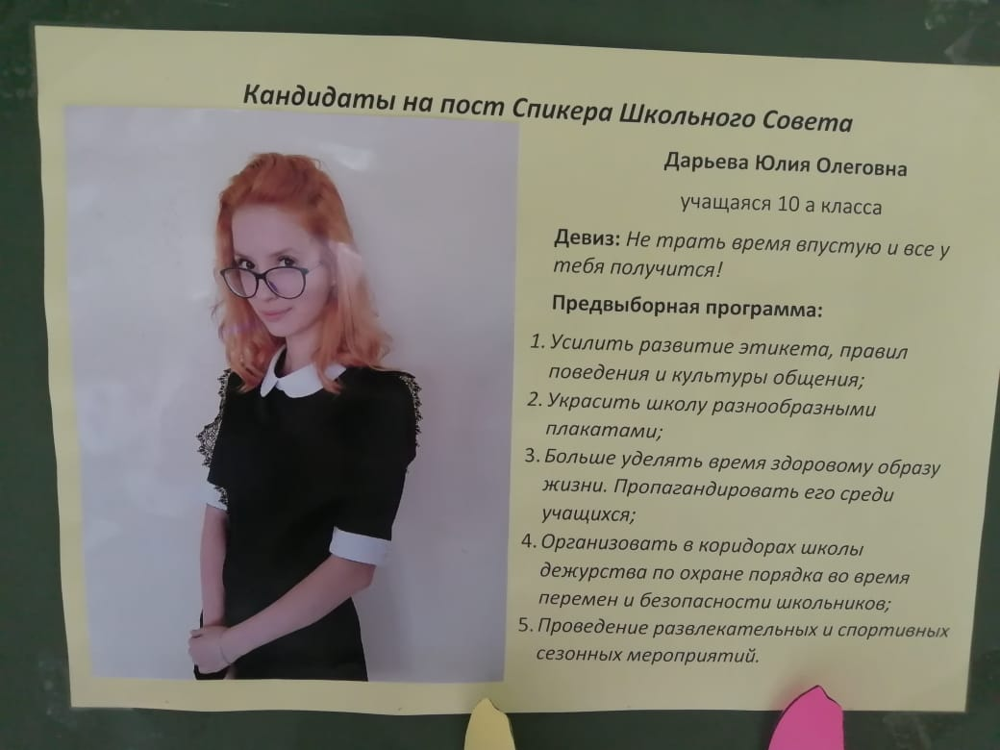 Кандидаты на пост Спикера Школьного Совета
Дарьева Юлия Олеговна
учащаяся 10 а класса
Девиз: Не трать время впустую и все у
тебя получится!
Предвыборная программа:
1. Усилить развитие этикета, правил
поведения и культуры общения;
2. Украсить школу разнообразными
плакатами;
3. Больше уделять время здоровому образу
жизни. Пропагандировать его среди
учащихся;
4. Организовать в коридорах школы
дежурства по охране порядка во время
перемен и безопасности школьников;
5. Проведение развлекательных и спортивных
сезонных мероприятий.